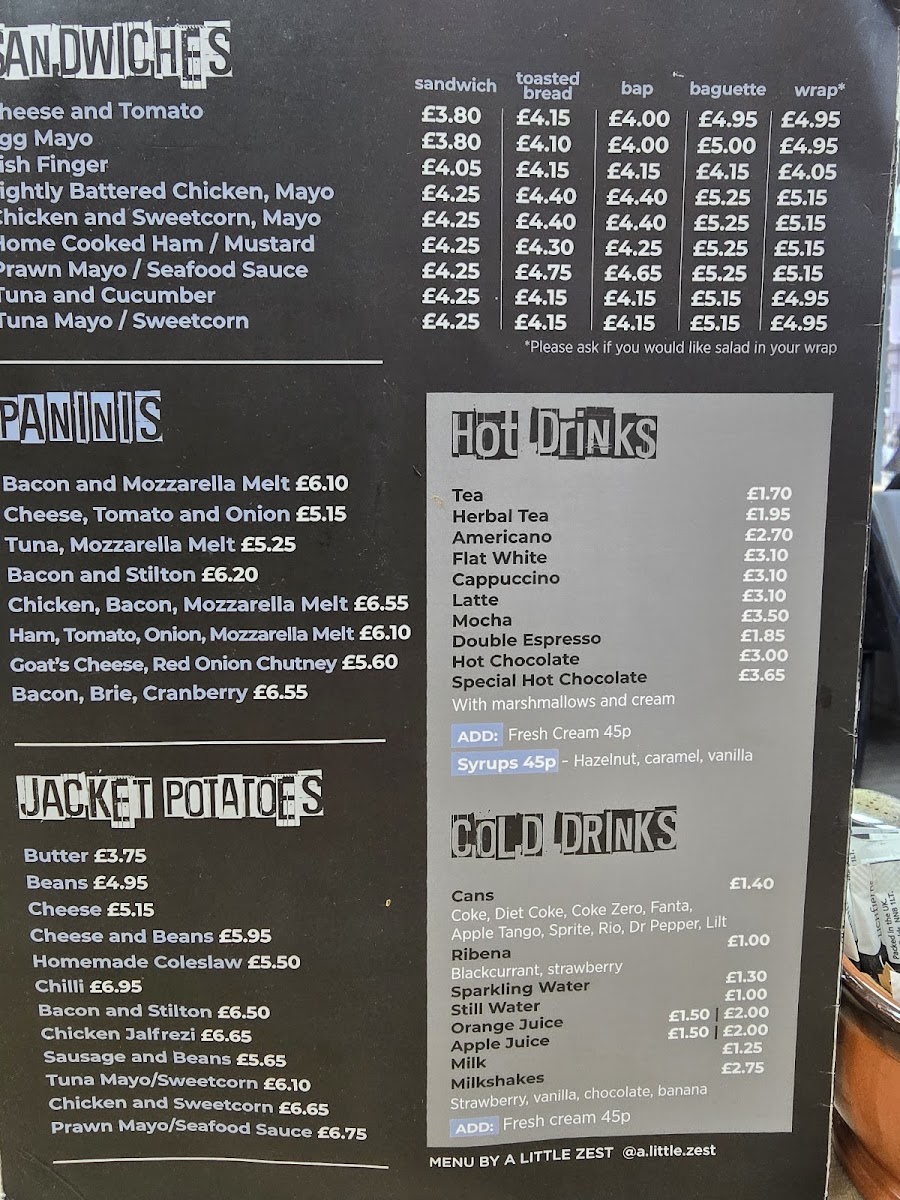 SANDWICHES
sandwich toasted bread bap baguette wrap*
heese and Tomato £3.80 £4.15 £4.00 £4.95 £4.95
gg Mayo £3.80 £4.10 £4.00 £5.00 £4.95
ish Finger £4.05 £4.15 £4.15 £4.15 £4.05
ightly Battered Chicken, Mayo £4.25 £4.40 £4.40 £5.25 £5.15
Chicken and Sweetcorn, Mayo £4.25 £4.40 £4.40 £5.25 £5.15
Home Cooked Ham / Mustard £4.25 £4.30 £4.25 £5.25 £5.15
Prawn Mayo / Seafood Sauce £4.25 £4.75 £4.65 £5.25 £5.15
Tuna and Cucumber £4.25 £4.15 £4.15 £5.15 £4.95
Tuna Mayo / Sweetcorn £4.25 £4.15 £4.15 £5.15 £4.95
*Please ask if you would like salad in your wrap
PANINIS
Bacon and Mozzarella Melt £6.10
Cheese, Tomato and Onion £5.15
Tuna, Mozzarella Melt £5.25
Bacon and Stilton £6.20
Chicken, Bacon, Mozzarella Melt £6.55
Ham, Tomato, Onion, Mozzarella Melt £6.10
Goat's Cheese, Red Onion Chutney £5.60
Bacon, Brie, Cranberry £6.55
JACKET POTATOES
Butter £3.75
Beans £4.95
Cheese £5.15
Cheese and Beans £5.95
Homemade Coleslaw £5.50
Chilli £6.95
Bacon and Stilton £6.50
Chicken Jalfrezi £6.65
Sausage and Beans £5.65
Tuna Mayo/Sweetcorn £6.10
Chicken and Sweetcorn £6.65
Prawn Mayo/Seafood Sauce £6.75
Hot Drinks
Tea £1.70
Herbal Tea £1.95
Americano £2.70
Flat White £3.10
Cappuccino £3.10
Latte £3.10
Mocha £3.50
Double Espresso £1.85
Hot Chocolate £3.00
Special Hot Chocolate £3.65
With marshmallows and cream
ADD: Fresh Cream 45p
Syrups 45p - Hazelnut, caramel, vanilla
COLD DRINKS
Cans £1.40
Coke, Diet Coke, Coke Zero, Fanta,
Apple Tango, Sprite, Rio, Dr Pepper, Lilt
Ribena £1.00
Blackcurrant, strawberry
Sparkling Water £1.30
Still Water £1.00
Orange Juice £1.50 | £2.00
Apple Juice £1.50 | £2.00
Milk £1.25
Milkshakes £2.75
Strawberry, vanilla, chocolate, banana
ADD: Fresh cream 45p
MENU BY A LITTLE ZEST @a.little.zest
Packed in the UK.